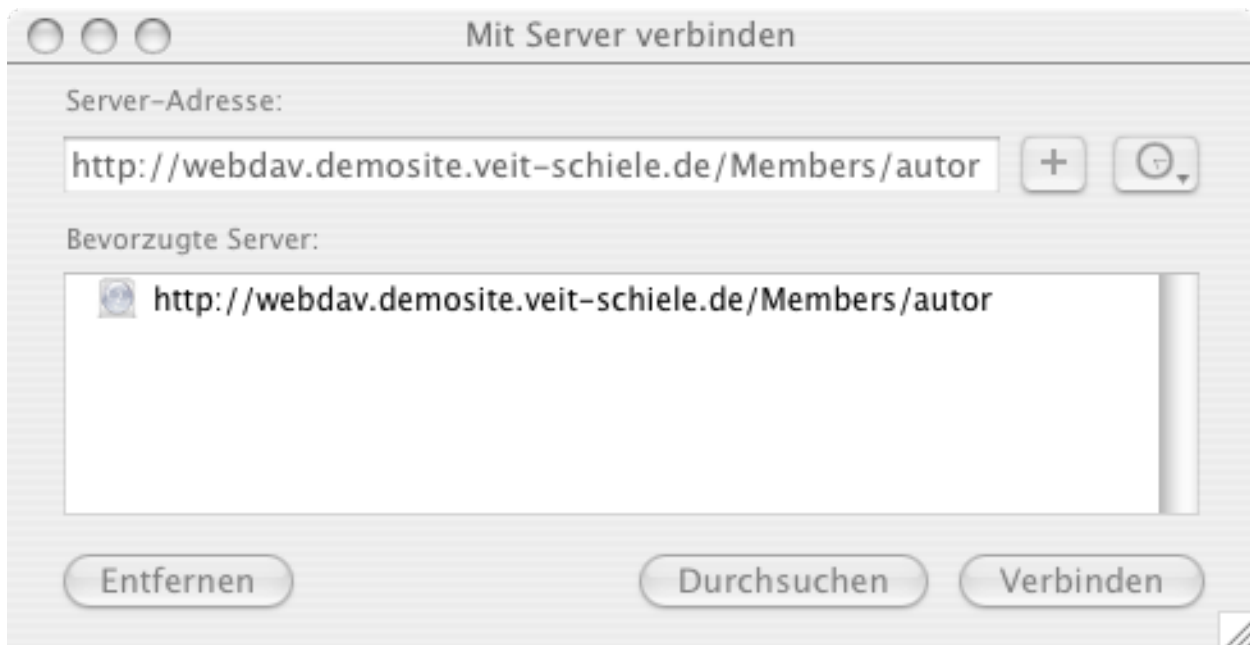 Mit Server verbinden
Server-Adresse:
http://webdav.demosite.veit-schiele.de/Members/autor
Bevorzugte Server:
http://webdav.demosite.veit-schiele.de/Members/autor
Entfernen Durchsuchen Verbinden